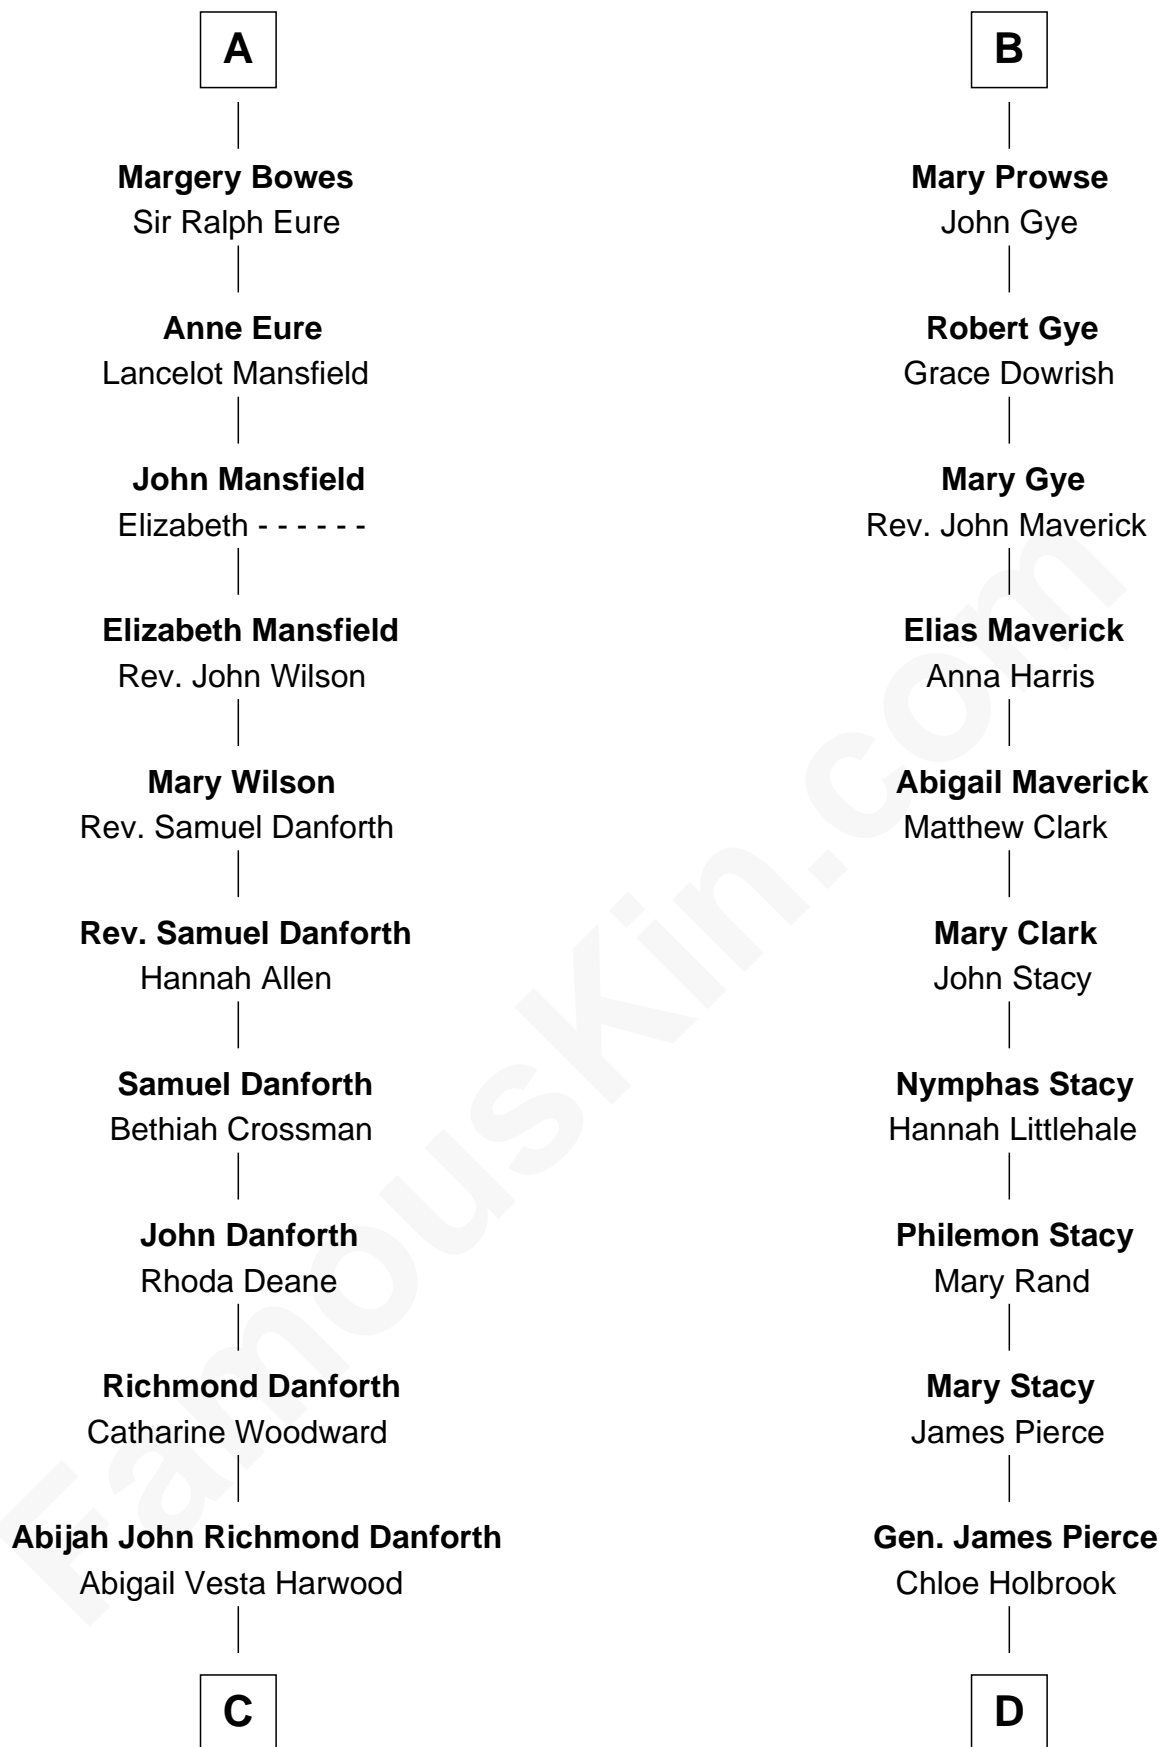 A
Margery Bowes
Sir Ralph Eure
Anne Eure
Lancelot Mansfield
John Mansfield
Elizabeth - - - - - -
Elizabeth Mansfield
Rev. John Wilson
Mary Wilson
Rev. Samuel Danforth
Rev. Samuel Danforth
Hannah Allen
Samuel Danforth
Bethiah Crossman
John Danforth
Rhoda Deane
Richmond Danforth
Catharine Woodward
Abijah John Richmond Danforth
Abigail Vesta Harwood
C
B
Mary Prowse
John Gye
Robert Gye
Grace Dowrish
Mary Gye
Rev. John Maverick
Elias Maverick
Anna Harris
Abigail Maverick
Matthew Clark
Mary Clark
John Stacy
Nymphas Stacy
Hannah Littlehale
Philemon Stacy
Mary Rand
Mary Stacy
James Pierce
Gen. James Pierce
Chloe Holbrook
D
FamousKin.com